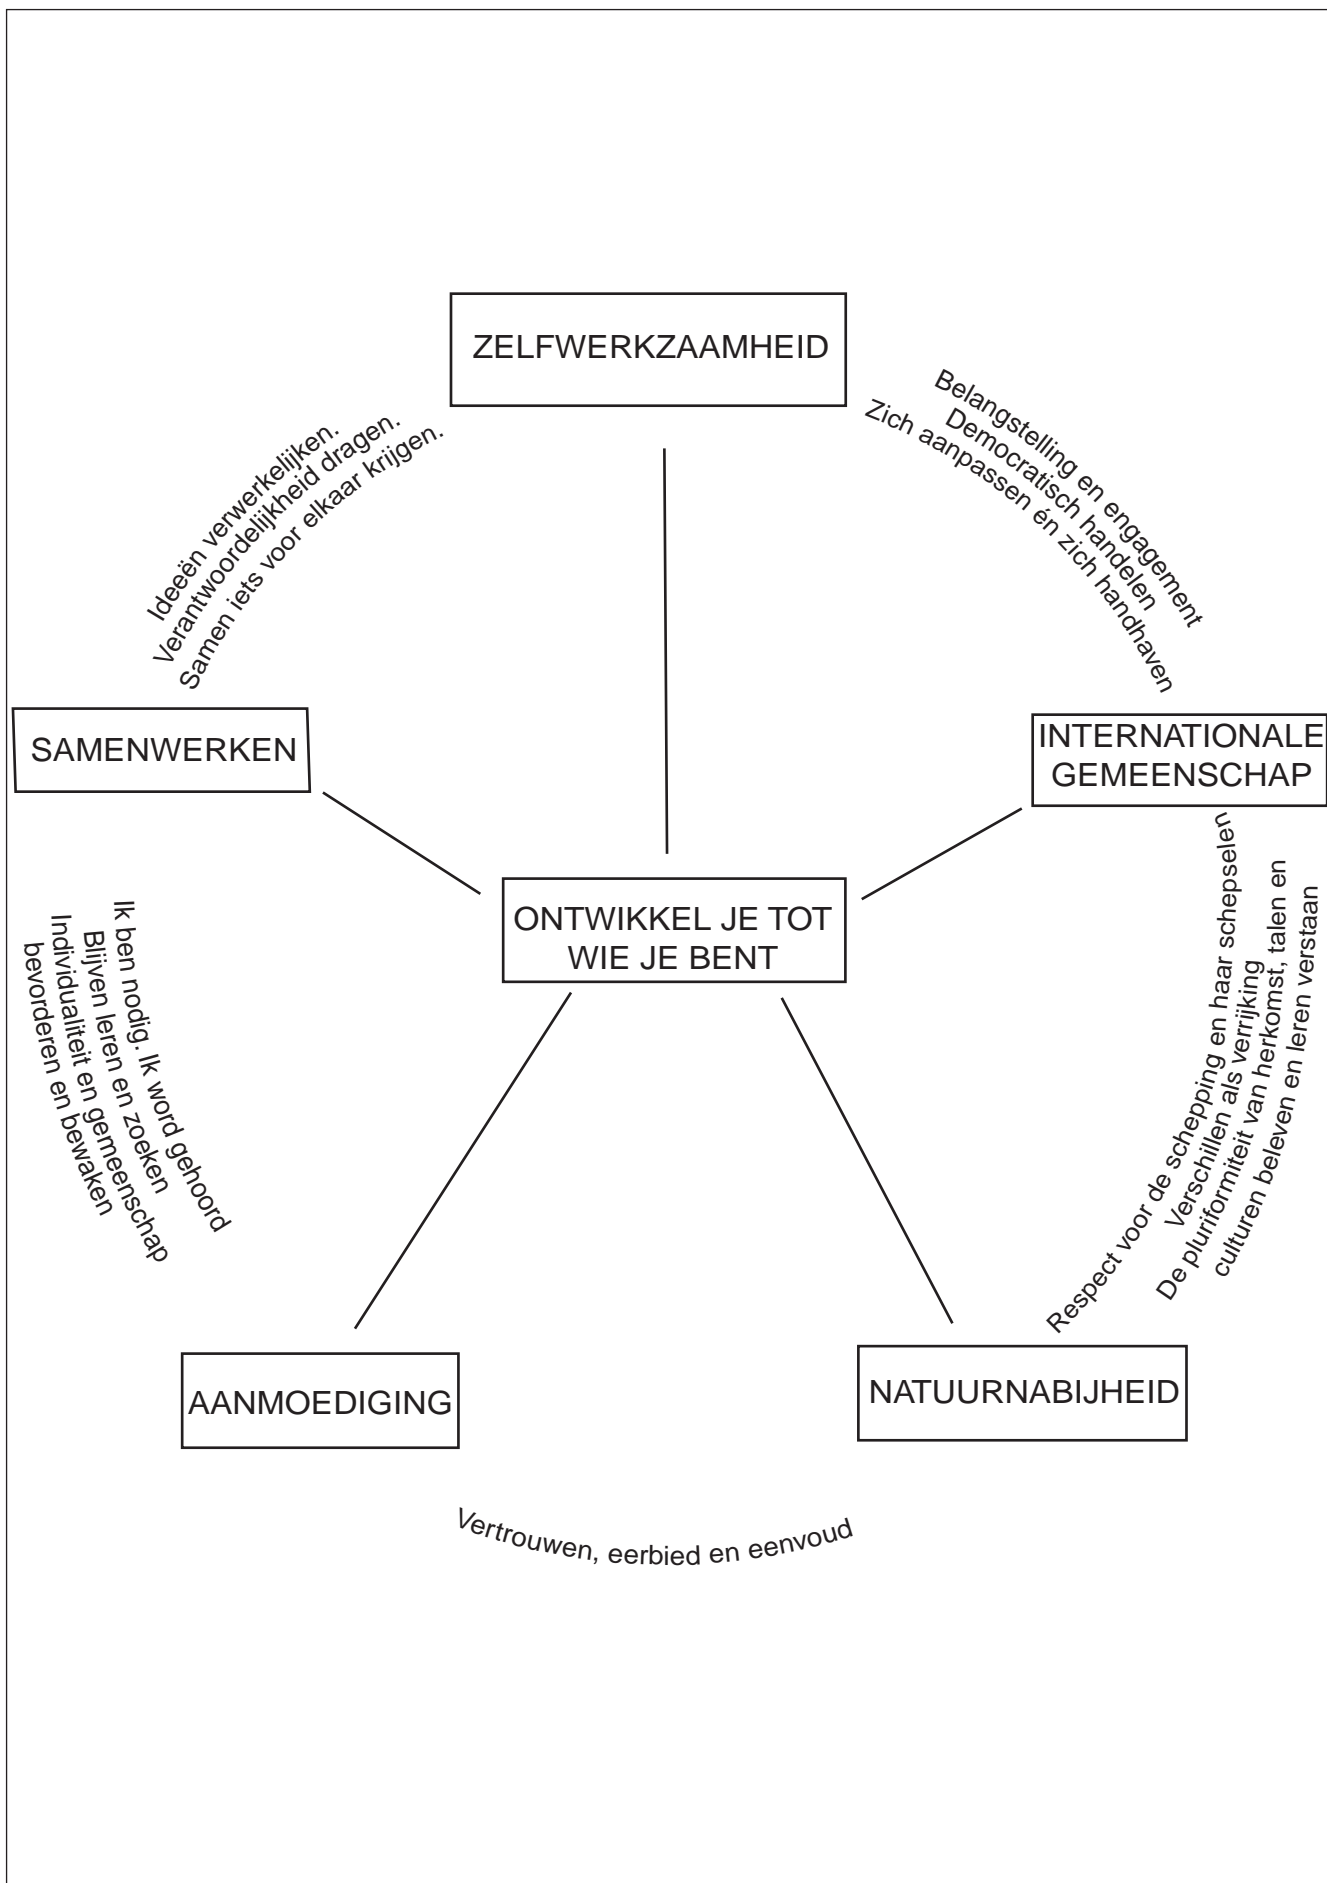 ZELFWERKZAAMHEID
Ideeën verwerkelijken.
Verantwoordelijkheid dragen.
Samen iets voor elkaar krijgen.
Belangstelling en engagement
Democratisch handelen
Zich aanpassen én zich handhaven
SAMENWERKEN
INTERNATIONALE
GEMEENSCHAP
ONTWIKKEL JE TOT
WIE JE BENT
Ik ben nodig. Ik word gehoord
Blijven leren en zoeken
Individualiteit en gemeenschap
bevorderen en bewaken
Respect voor de schepping en haar schepselen
Verschillen als verrijking
De pluriformiteit van herkomst, talen en
culturen beleven en leren verstaan
AANMOEDIGING
NATUURNABIJHEID
Vertrouwen, eerbied en eenvoud